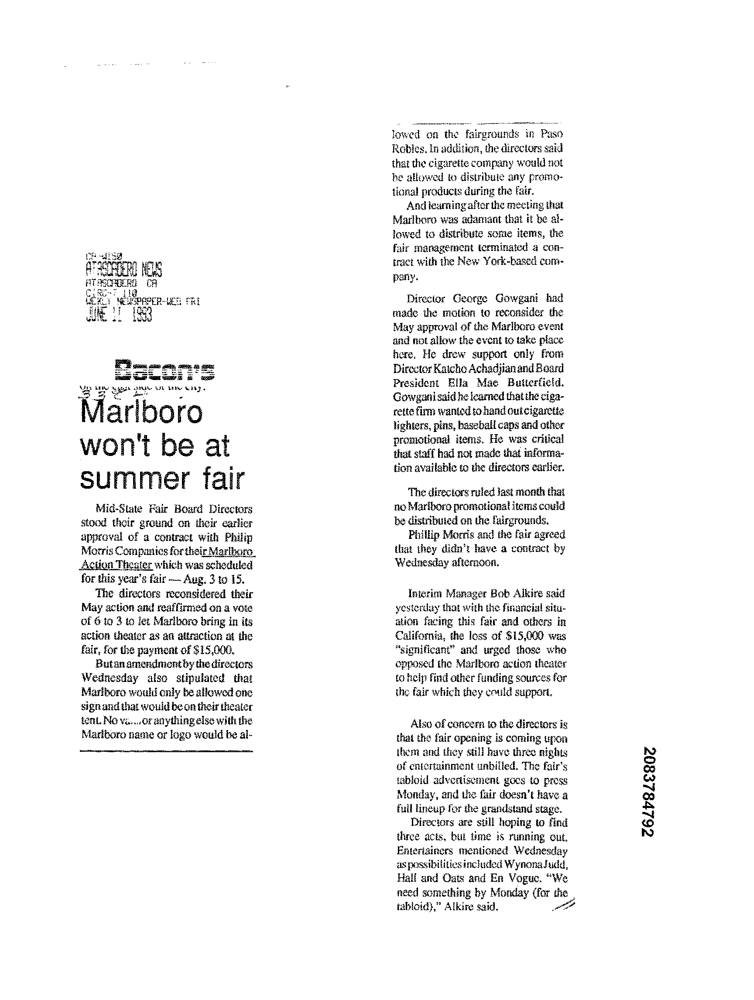 CA-
ATASCADERO NEWS
ATASCADERO CA
110
WEEKLY NEWSPAPER-WED FRI
JUNE 11 1993
Bacon's
side of the city.
Marlboro
won't be at
summer fair
Mid-State Fair Board Directors
stood their ground on their earlier
approval of a contract with Philip
Morris Companies for their Marlboro
Action Theater which was scheduled
for this year's fair — Aug. 3 to 15.
The directors reconsidered their
May action and reaffirmed on a vote
of 6 to 3 to let Marlboro bring in its
action theater as an attraction at the
fair, for the payment of $15,000.
But an amendment by the directors
Wednesday also stipulated that
Marlboro would only be allowed one
sign and that would be on their theater
tent. No or anything else with the
Marlboro name or logo would be al-
lowed on the fairgrounds in Paso
Robles. In addition, the directors said
that the cigarette company would not
be allowed to distribute any promo-
tional products during the fair.
And learning after the meeting that
Marlboro was adamant that it be al-
lowed to distribute some items, the
fair management terminated a con-
tract with the New York-based com-
pany.
Director George Gowgani had
made the motion to reconsider the
May approval of the Marlboro event
and not allow the event to take place
here. He drew support only from
Director Katcho Achadjian and Board
President Ella Mae Butterfield.
Gowgani said he learned that the ciga-
rette firm wanted to hand out cigarette
lighters, pins, baseball caps and other
promotional items. He was critical
that staff had not made that informa-
tion available to the directors earlier.
The directors ruled last month that
no Marlboro promotional items could
be distributed on the fairgrounds.
Phillip Morris and the fair agreed
that they didn't have a contract by
Wednesday afternoon.
Interim Manager Bob Alkire said
yesterday that with the financial situ-
ation facing this fair and others in
California, the loss of $15,000 was
"significant" and urged those who
opposed the Marlboro action theater
to help find other funding sources for
the fair which they could support.
Also of concern to the directors is
that the fair opening is coming upon
them and they still have three nights
of entertainment unbilled. The fair's
tabloid advertisement goes to press
Monday, and the fair doesn't have a
full lineup for the grandstand stage.
Directors are still hoping to find
three acts, but time is running out.
Entertainers mentioned Wednesday
as possibilities included Wynona Judd,
Hall and Oats and En Vogue. "We
need something by Monday (for the
tabloid)," Alkire said.
2083784792